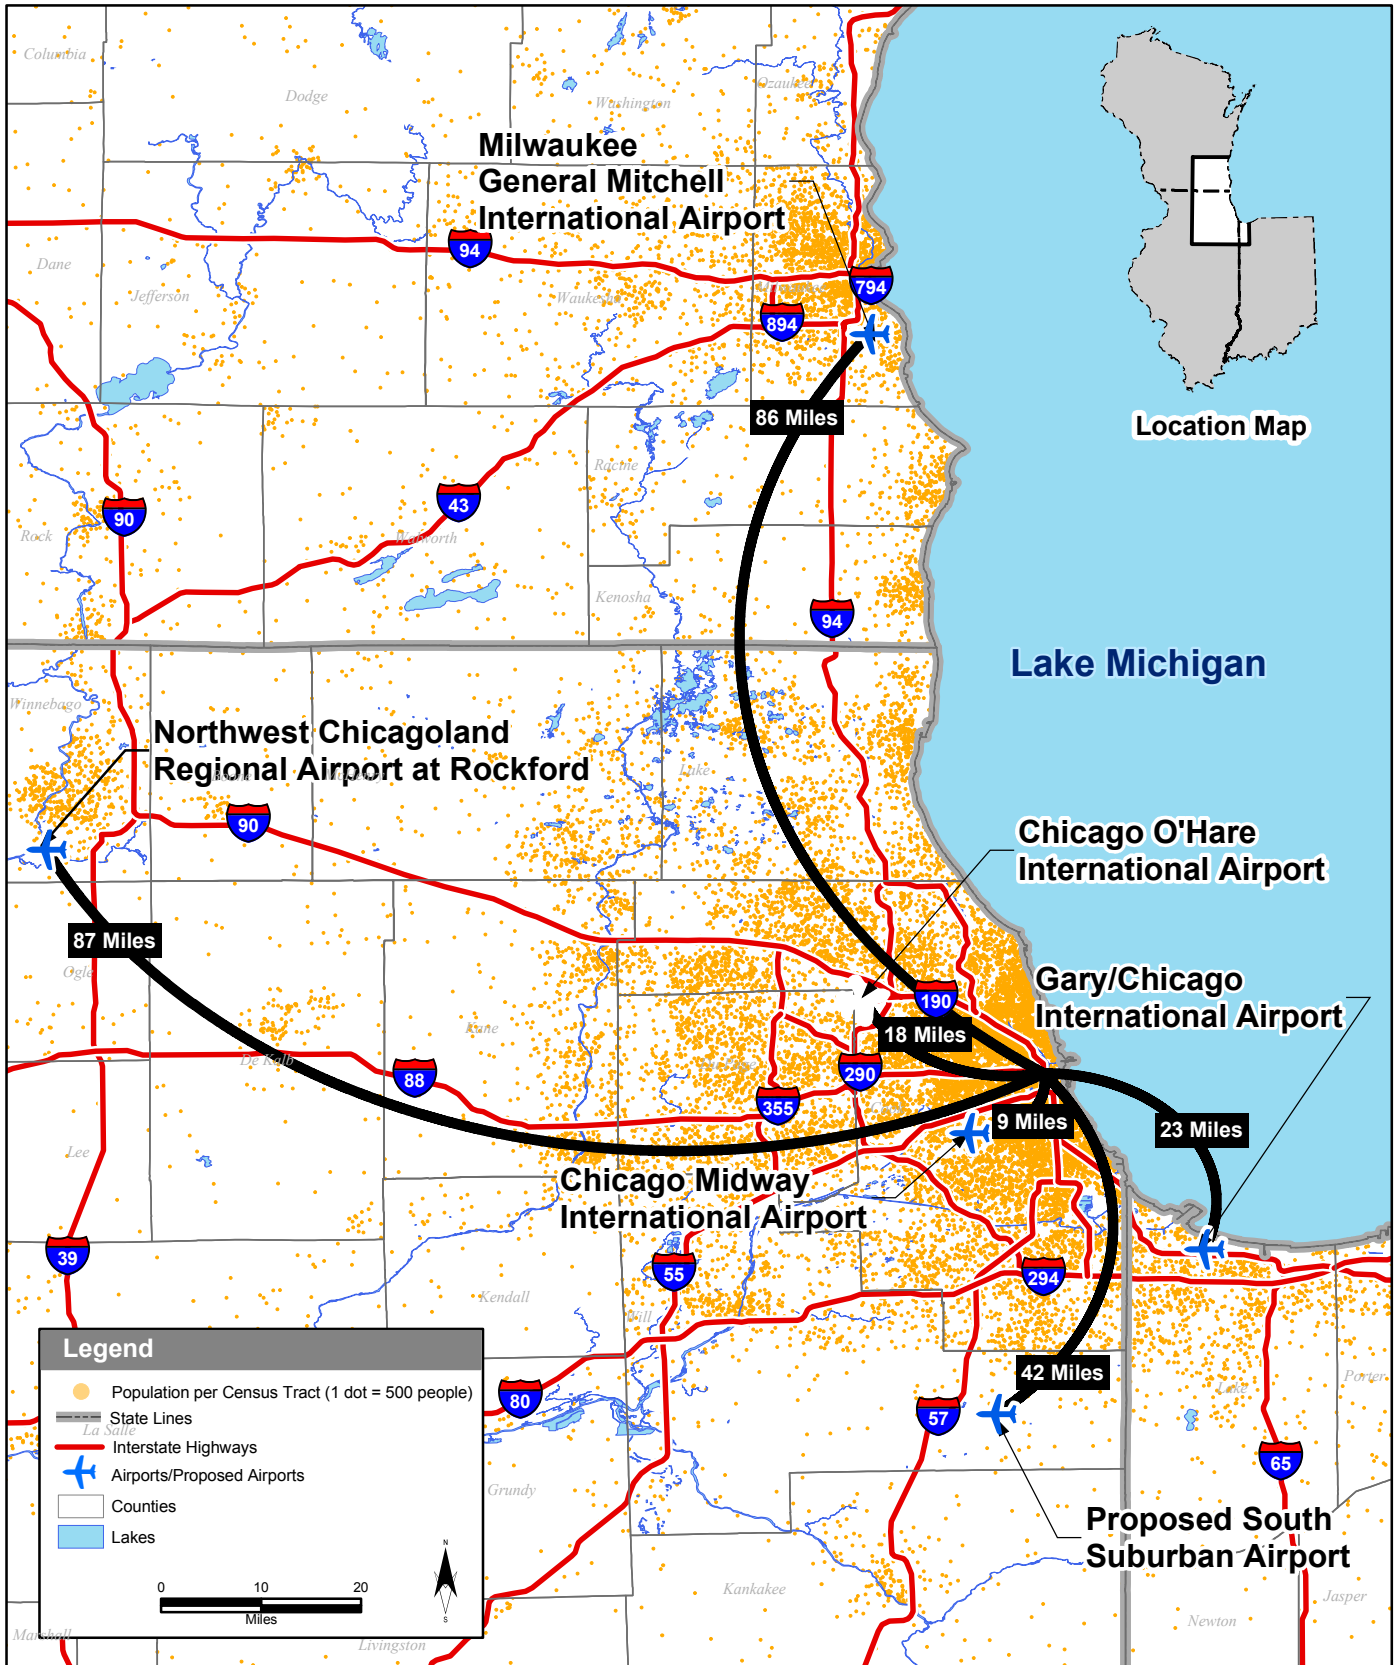 Columbia
Dodge
Washington
Ozaukee
Milwaukee
General Mitchell
International Airport
94
Dane
Jefferson
Waukesha
794
894
86 Miles
Location Map
Racine
43
90
Rock
Walworth
Kenosha
94
Lake Michigan
Winnebago
Northwest Chicagoland
Regional Airport at Rockford
Boone
McHenry
Lake
90
Chicago O'Hare
International Airport
87 Miles
Ogle
Gary/Chicago
International Airport
190
Kane
18 Miles
De Kalb
88
290
355
9 Miles
23 Miles
Lee
Chicago Midway
International Airport
39
55
294
Kendall
Will
42 Miles
Lake
Porter
80
57
65
Grundy
Proposed South
Suburban Airport
Kankakee
Jasper
Newton
Livingston
Marshall
La Salle
Legend
Population per Census Tract (1 dot = 500 people)
State Lines
Interstate Highways
Airports/Proposed Airports
Counties
Lakes
0 10 20
Miles
N
S